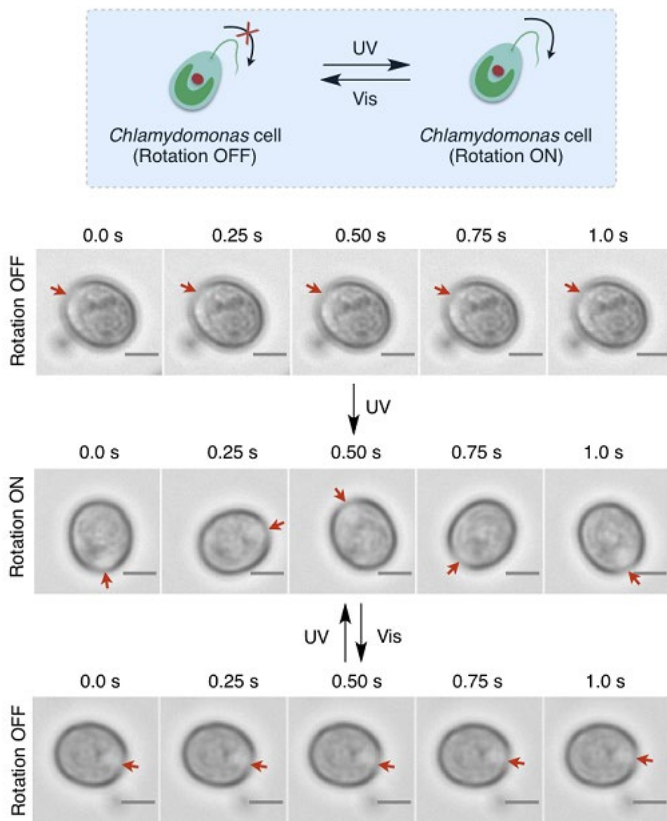 UV
Vis
Chlamydomonas cell
(Rotation OFF)
Chlamydomonas cell
(Rotation ON)
0.0 s 0.25 s 0.50 s 0.75 s 1.0 s
Rotation OFF
UV
0.0 s 0.25 s 0.50 s 0.75 s 1.0 s
Rotation ON
UV Vis
0.0 s 0.25 s 0.50 s 0.75 s 1.0 s
Rotation OFF